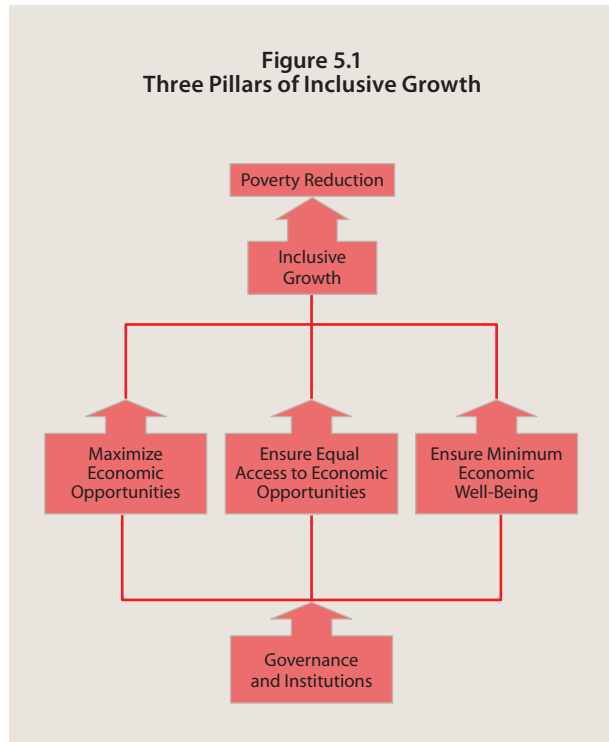 Figure 5.1
Three Pillars of Inclusive Growth
Poverty Reduction
Inclusive
Growth
Maximize
Economic
Opportunities
Ensure Equal
Access to Economic
Opportunities
Ensure Minimum
Economic
Well-Being
Governance
and Institutions